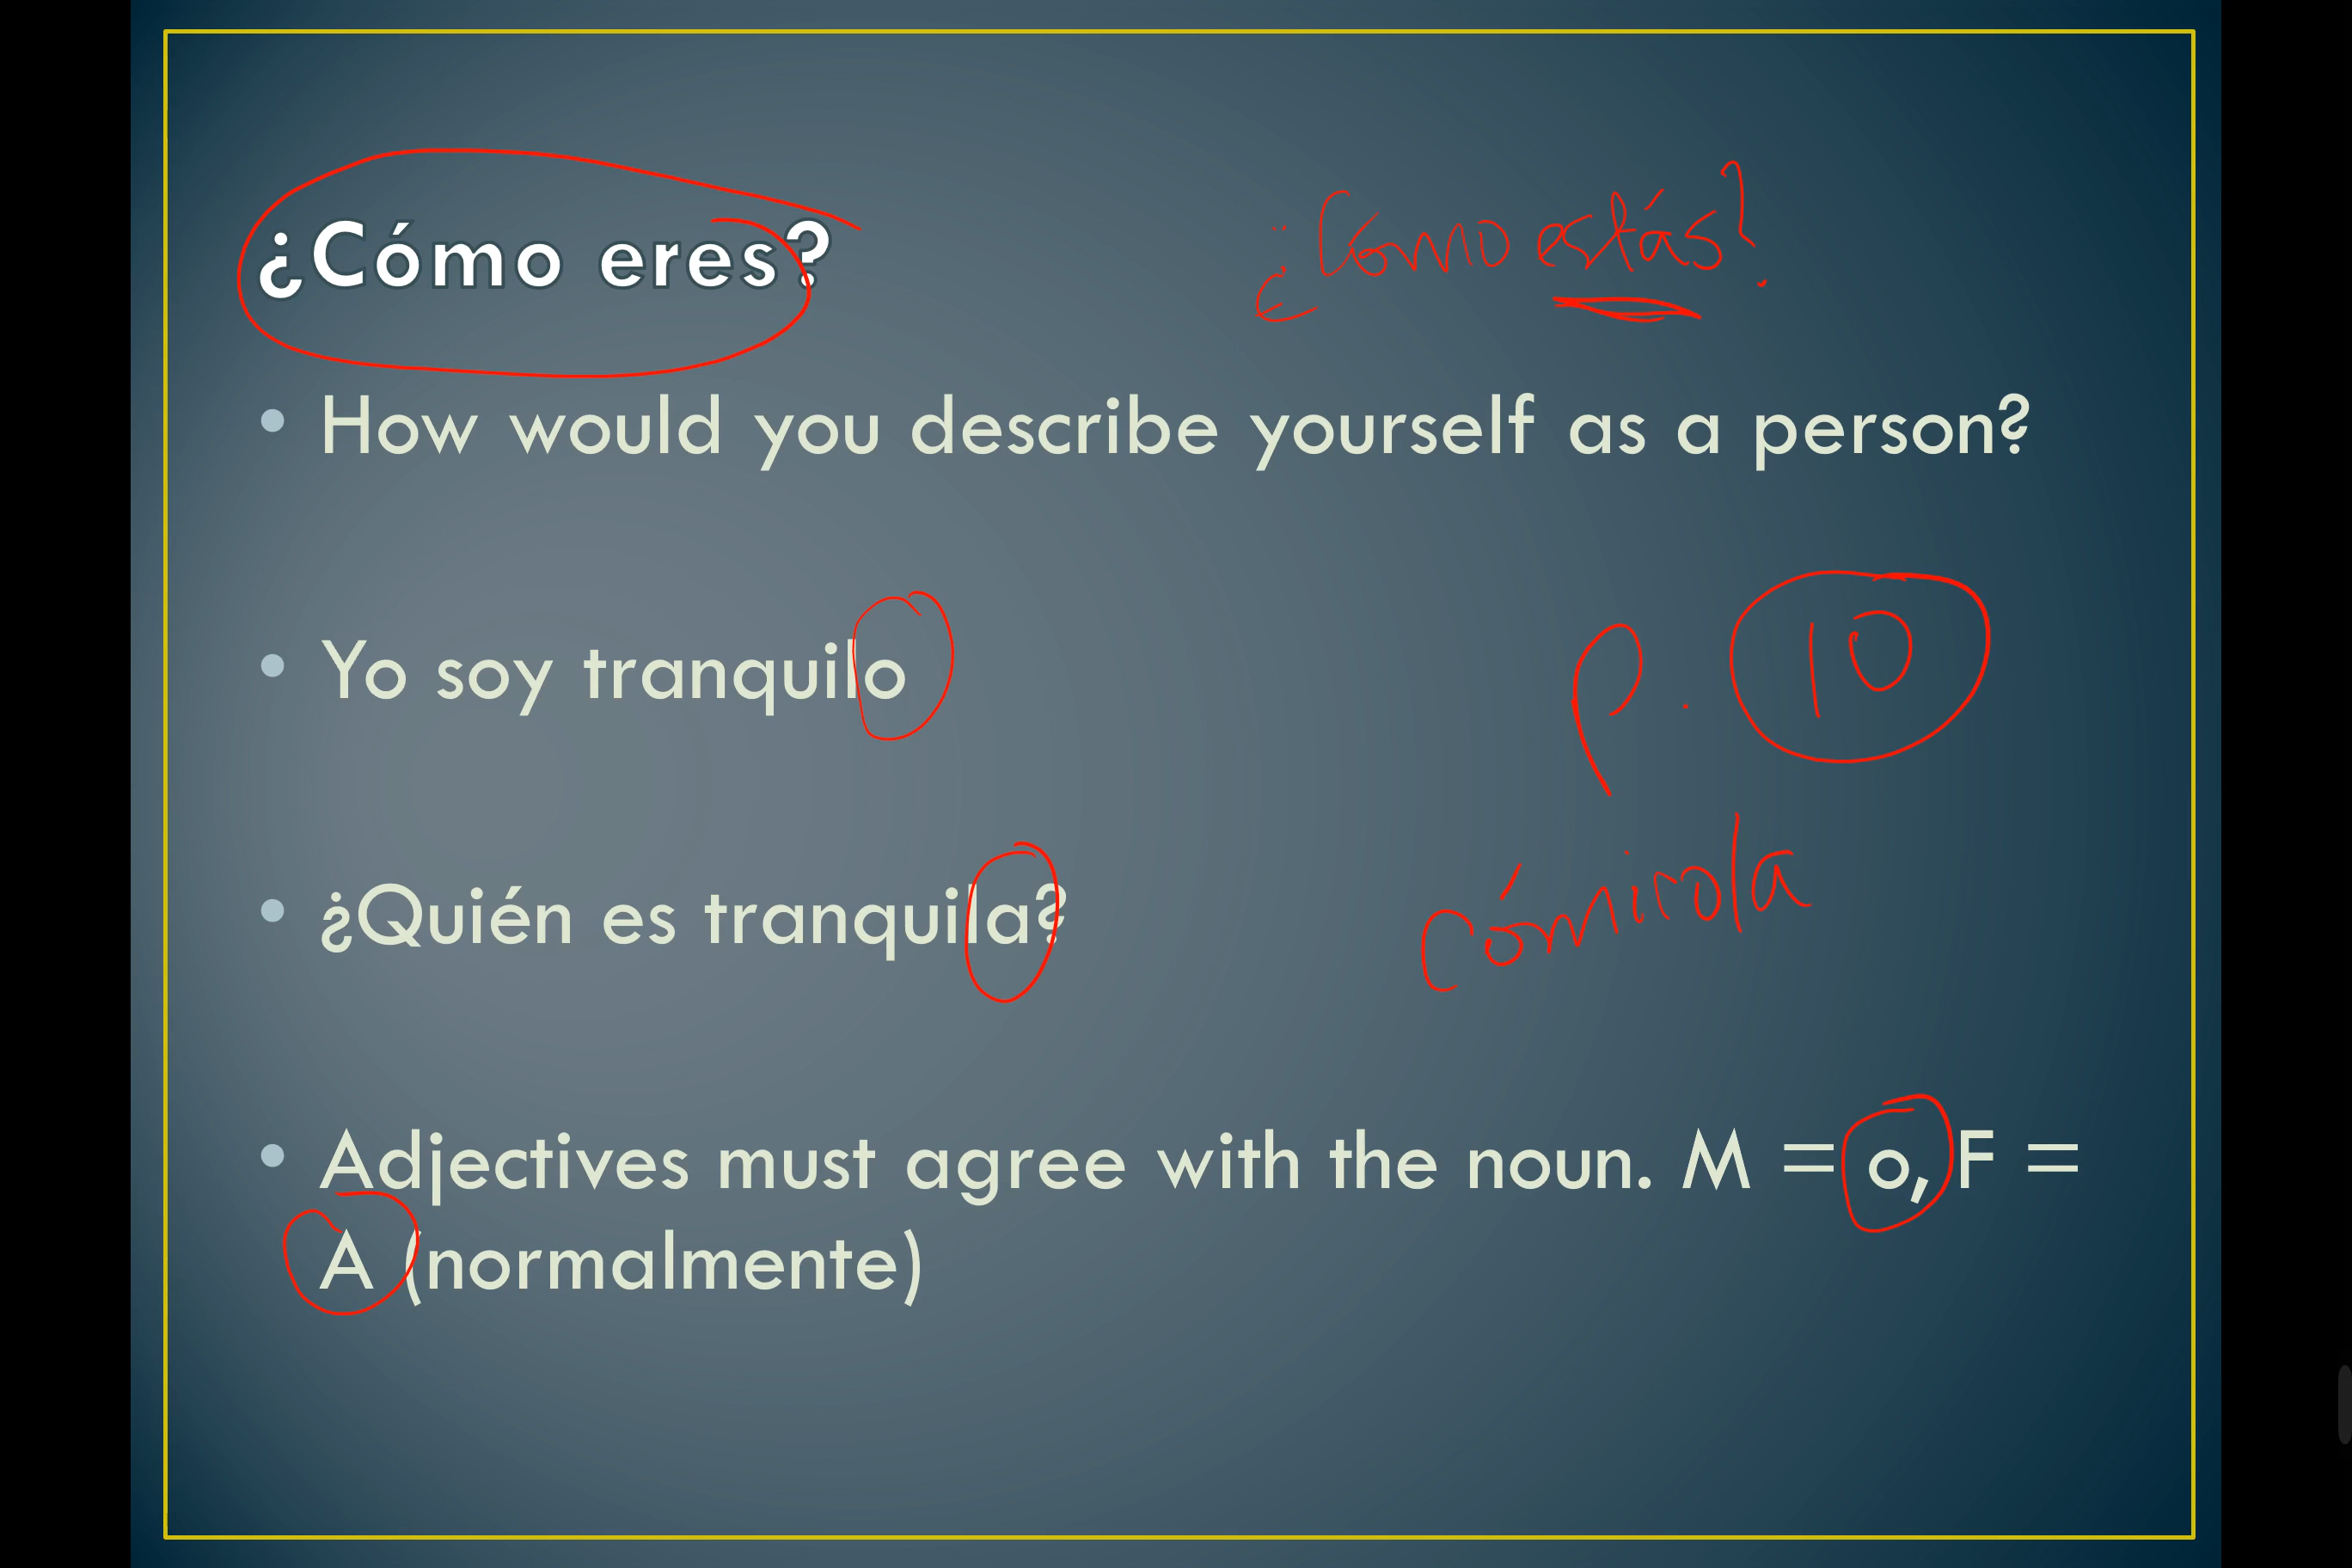 ¿Cómo eres?
¿Cómo estás?
• How would you describe yourself as a person?
• Yo soy tranquilo
p. 10
• ¿Quién es tranquila?
• Adjectives must agree with the noun. M = o, F =
A (normalmente)